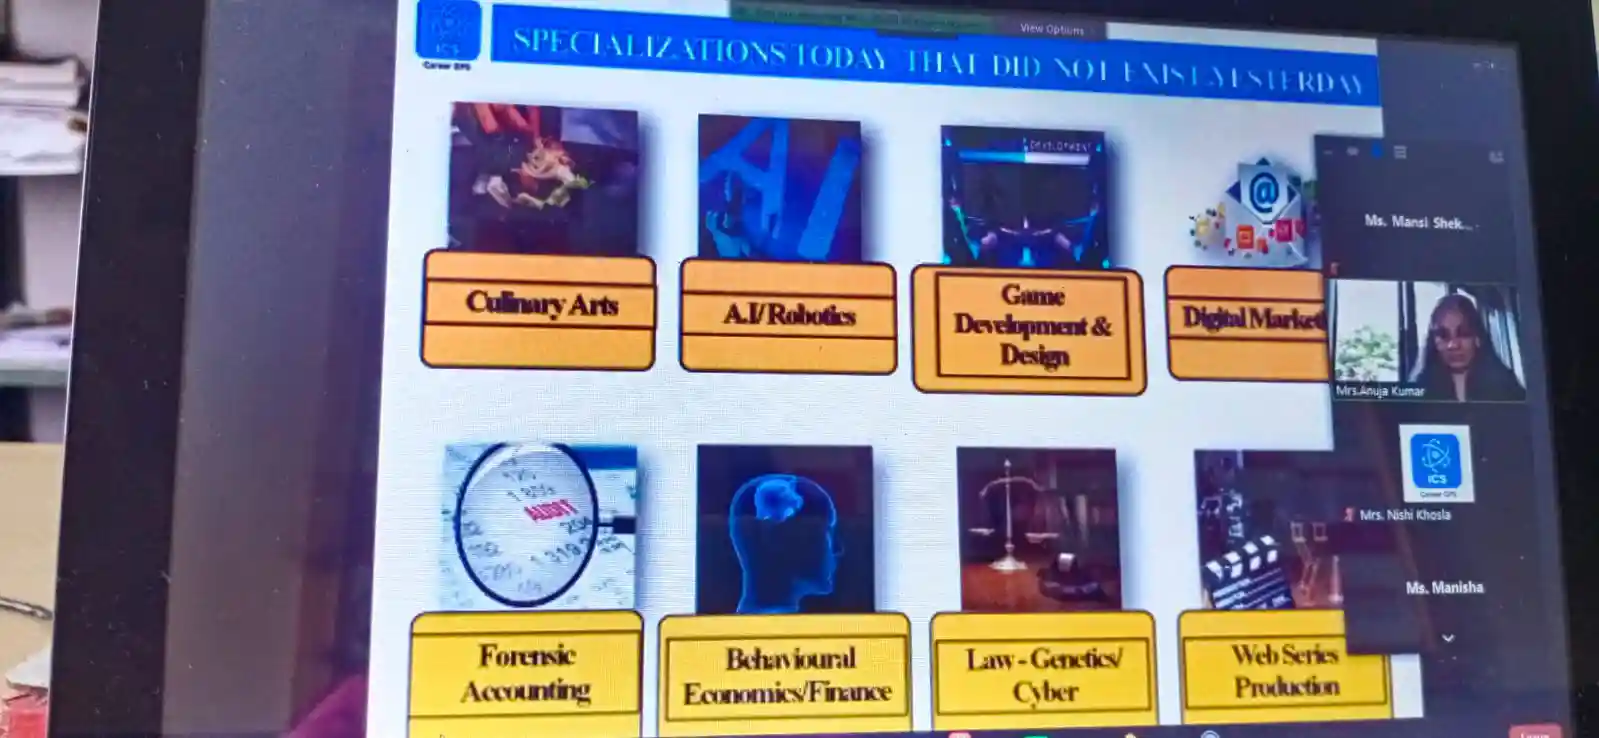 View Options
ICS
Career GPS
SPECIALIZATIONS TODAY THAT DID NOT EXIST YESTERDAY
DEVELOPMENT
AI
@
Culinary Arts
A.I/Robotics
Game
Development &
Design
Digital Market
Ms. Mansi Shek...
Mrs.Anuja Kumar
AUDIT
ICS
Career GPS
Mrs. Nishi Khosla
Ms. Manisha
Forensic
Accounting
Behavioural
Economics/Finance
Law - Genetics/
Cyber
Web Series
Production
Leave